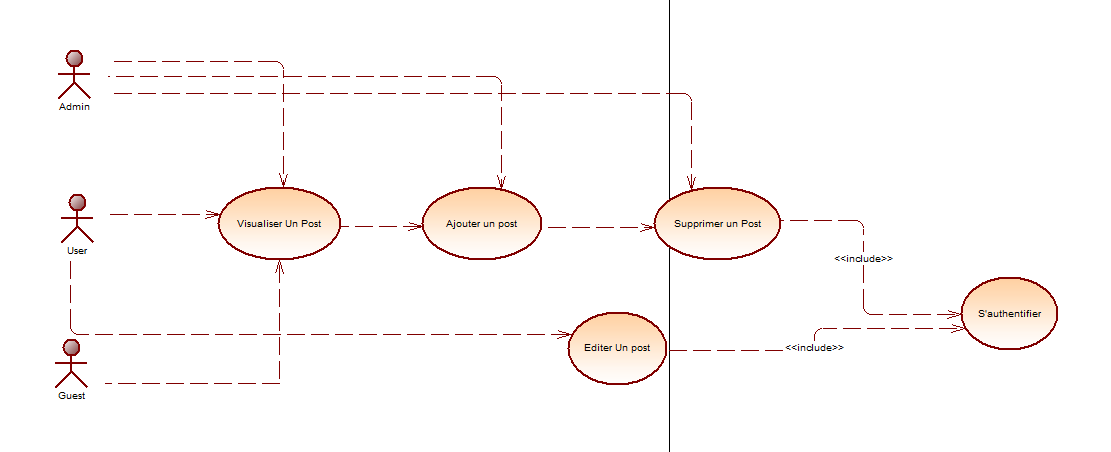 Admin
User
Visualiser Un Post
Ajouter un post
Supprimer un Post
<<include>>
S'authentifier
Editer Un post
<<include>>
Guest